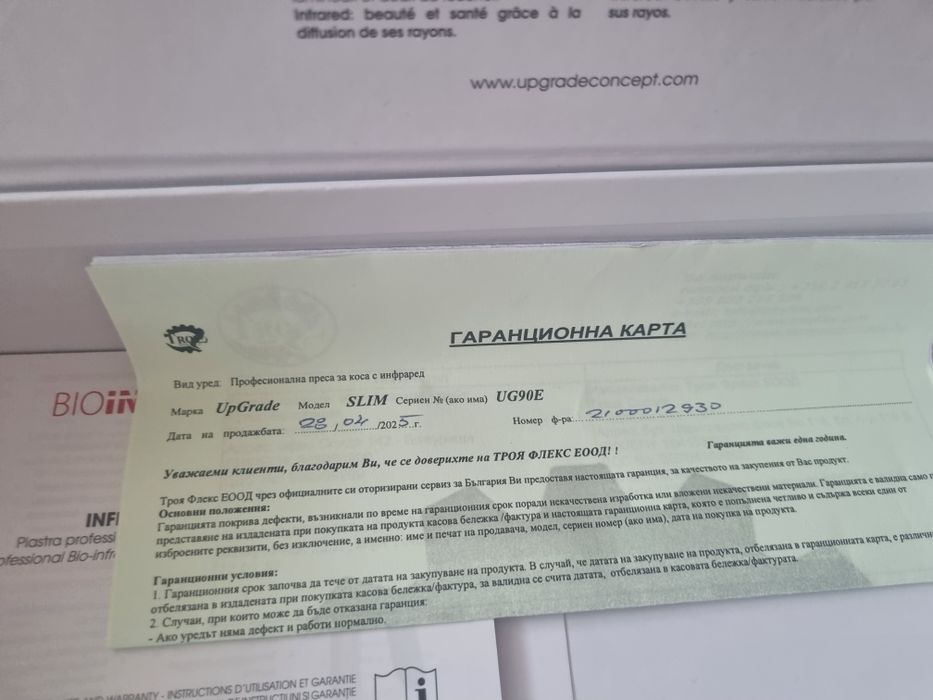 Infrared: beauté et santé grâce à la
diffusion de ses rayons.
sus rayos.
www.upgradeconcept.com
ГАРАНЦИОННА КАРТА
Вид уред: Професионална преса за коса с инфраред
Марка UpGrade Модел SLIM Сериен № (ако има) UG90E
Дата на продажбата: 28/04/2025 г. Номер ф-ра: 2100012930
Гаранцията важи една година.
Уважаеми клиенти, благодарим Ви, че се доверихте на ТРОЯ ФЛЕКС ЕООД! !
Троя Флекс ЕООД чрез официалните си оторизирани сервиз за България Ви предоставя настоящата гаранция, за качеството на закупения от Вас продукт.
Основни положения:
Гаранцията покрива дефекти, възникнали по време на гаранционния срок поради некачествена изработка или вложени некачествени материали. Гаранцията е валидна само
представяне на издадената при покупката на продукта касова бележка /фактура и настоящата гаранционна карта, която е попълнена четливо и съдържа всеки един от
изброените реквизити, без изключение, а именно: име и печат на продавача, модел, сериен номер (ако има), дата на покупка на продукта.
Гаранционни условия:
1. Гаранционния срок започва да тече от датата на закупуване на продукта. В случай, че датата на закупуване на продукта, отбелязана в гаранционната карта, е
отбелязана в издадената при покупката касова бележка/фактура, за валидна се счита датата, отбелязана в касовата бележка/фактурата.
2. Случаи, при които може да бъде отказана гаранция:
- Ако уредът няма дефект и работи нормално.
BIOIN
INF
Piastra profess
ofessional Bio-Infr
AND WARRANTY - INSTRUCTIONS D'UTILISATION ET GARANTIE